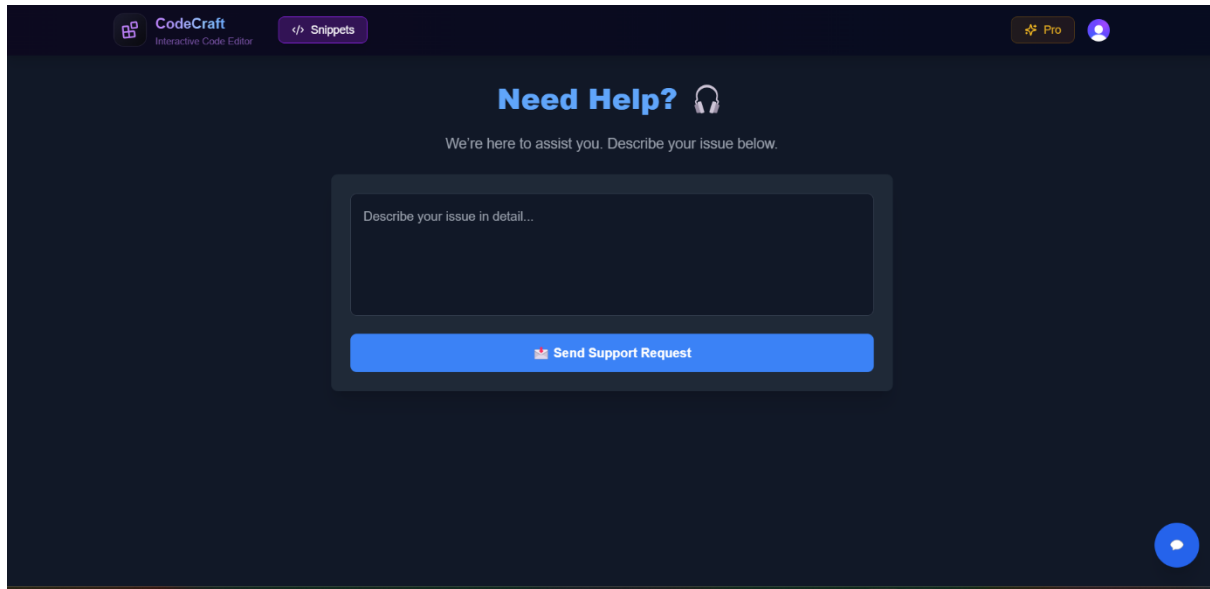 CodeCraft
Interactive Code Editor
</> Snippets
Pro
Need Help? 🎧
We're here to assist you. Describe your issue below.
Describe your issue in detail...
📩 Send Support Request